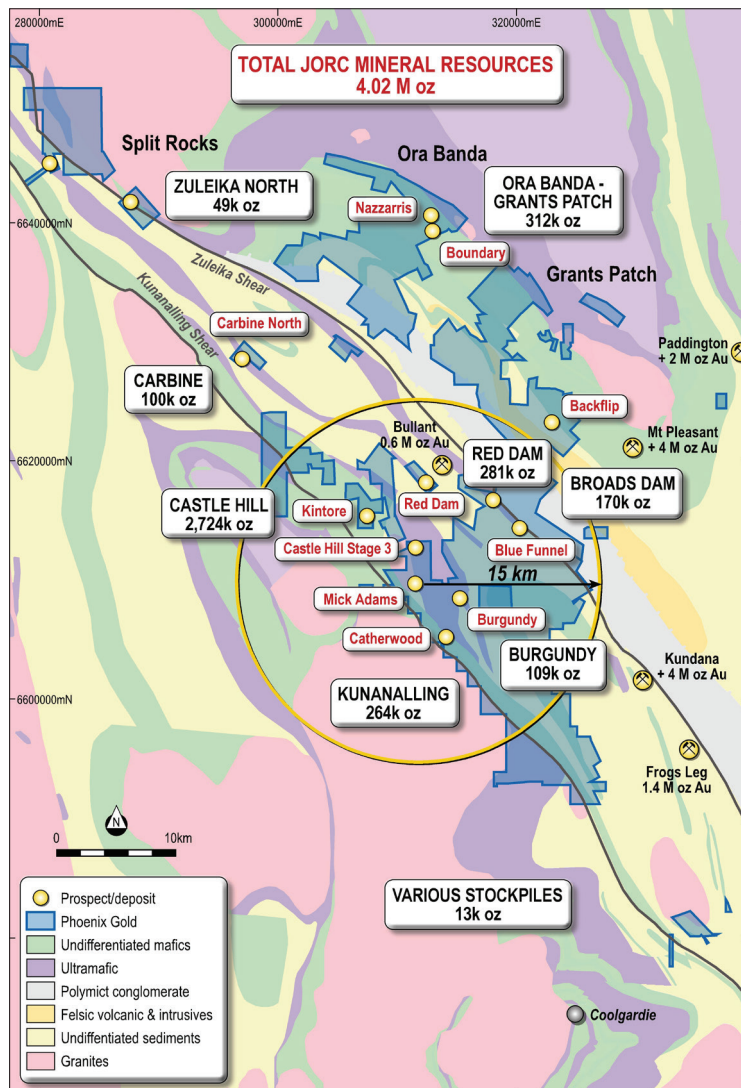 280000mE
300000mE
320000mE
TOTAL JORC MINERAL RESOURCES
4.02 M oz
Split Rocks
Ora Banda
ZULEIKA NORTH
49k oz
ORA BANDA -
GRANTS PATCH
312k oz
Nazzarris
6640000mN
Boundary
Zuleika Shear
Grants Patch
Kunanalling Shear
Carbine North
Paddington
+ 2 M oz Au
CARBINE
100k oz
Backflip
Bullant
0.6 M oz Au
Mt Pleasant
+ 4 M oz Au
6620000mN
RED DAM
281k oz
BROADS DAM
170k oz
CASTLE HILL
2,724k oz
Kintore
Red Dam
Castle Hill Stage 3
Blue Funnel
15 km
Mick Adams
Burgundy
Catherwood
BURGUNDY
109k oz
Kundana
+ 4 M oz Au
KUNANALLING
264k oz
6600000mN
Frogs Leg
1.4 M oz Au
N
0
10km
VARIOUS STOCKPILES
13k oz
Prospect/deposit
Phoenix Gold
Undifferentiated mafics
Ultramafic
Polymict conglomerate
Felsic volcanic & intrusives
Undiffentiated sediments
Granites
Coolgardie